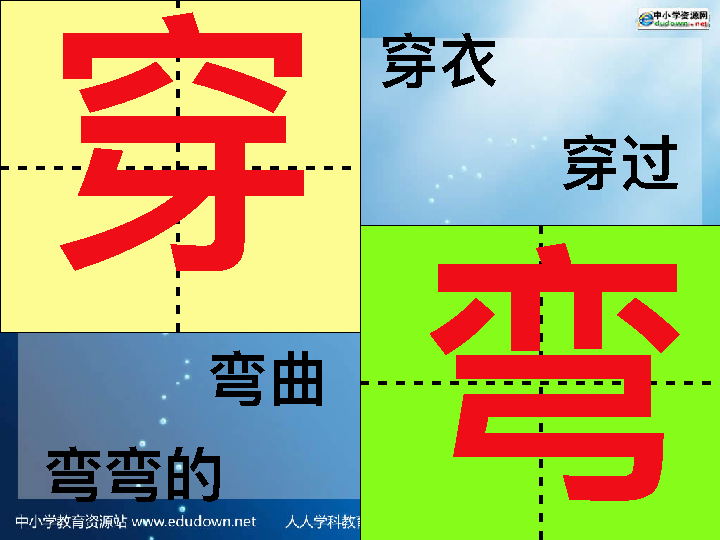 穿
穿衣
穿过
弯
弯曲
弯弯的
中小学资源网
edudown.net
中小学教育资源站 www.edudown.net 人人学科教育